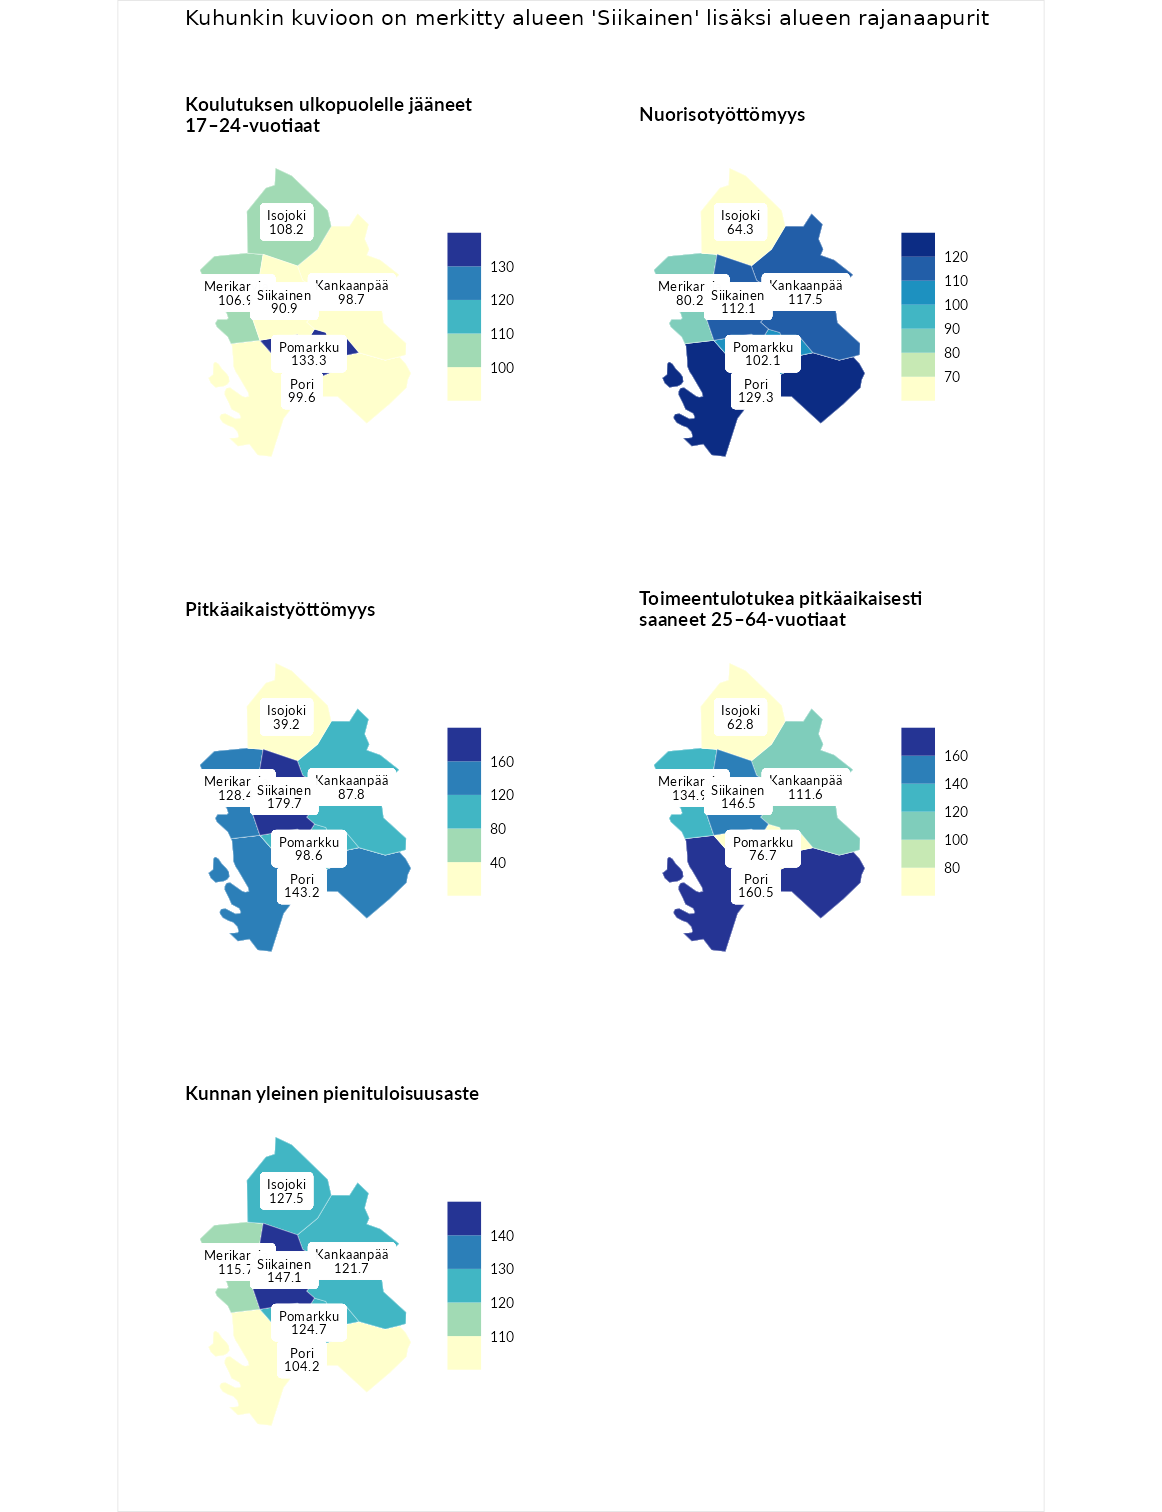 Kuhunkin kuvioon on merkitty alueen 'Siikainen' lisäksi alueen rajanaapurit
Koulutuksen ulkopuolelle jääneet
17–24-vuotiaat
Isojoki
108.2
Kankaanpää
98.7
Siikainen
90.9
Pomarkku
133.3
Pori
99.6
130
120
110
100
Nuorisotyöttömyys
Isojoki
64.3
Kankaanpää
117.5
80.2
Siikainen
112.1
Pomarkku
102.1
Pori
129.3
120
110
100
90
80
70
Pitkäaikaistyöttömyys
Isojoki
39.2
Kankaanpää
87.8
Siikainen
179.7
Pomarkku
98.6
Pori
143.2
160
120
80
40
Toimeentulotukea pitkäaikaisesti
saaneet 25–64-vuotiaat
Isojoki
62.8
Kankaanpää
111.6
Siikainen
146.5
Pomarkku
76.7
Pori
160.5
160
140
120
100
80
Kunnan yleinen pienituloisuusaste
Isojoki
127.5
Kankaanpää
121.7
Siikainen
147.1
Pomarkku
124.7
Pori
104.2
140
130
120
110